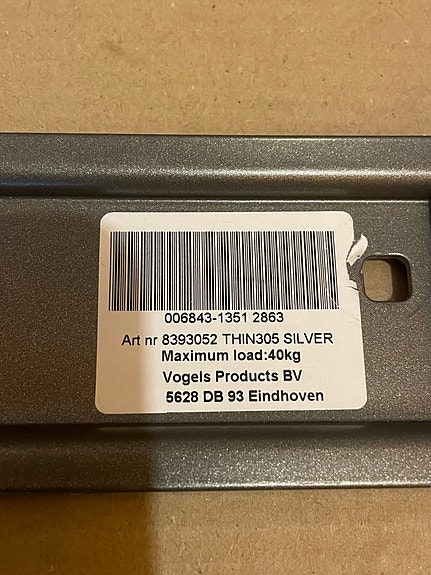 006843-1351 2863
Art nr 8393052 THIN305 SILVER
Maximum load:40kg
Vogels Products BV
5628 DB 93 Eindhoven